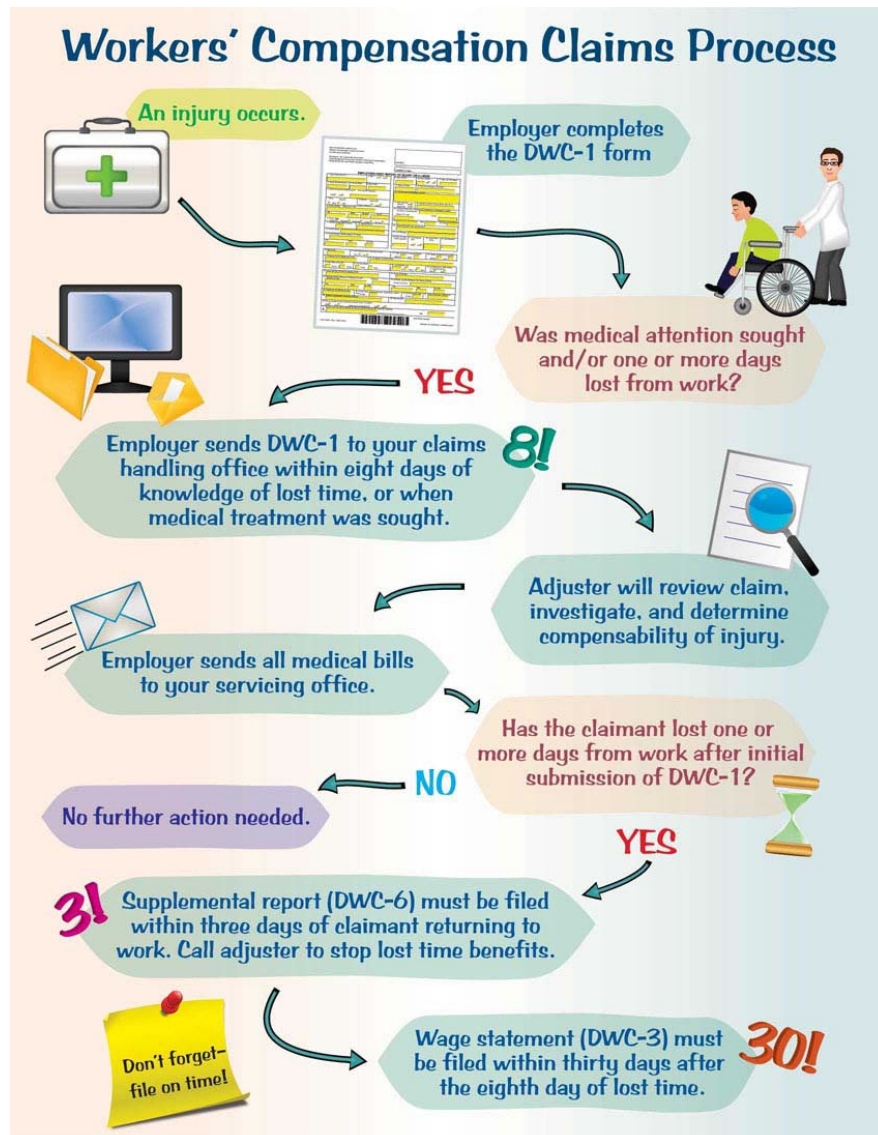 Workers' Compensation Claims Process
An injury occurs.
Employer completes
the DWC-1 form
Was medical attention sought
and/or one or more days
lost from work?
YES
Employer sends DWC-1 to your claims
handling office within eight days of
knowledge of lost time, or when
medical treatment was sought.
8!
Adjuster will review claim,
investigate, and determine
compensability of injury.
Employer sends all medical bills
to your servicing office.
Has the claimant lost one or
more days from work after initial
submission of DWC-1?
NO
No further action needed.
YES
3!
Supplemental report (DWC-6) must be filed
within three days of claimant returning to
work. Call adjuster to stop lost time benefits.
Don't forget-
file on time!
Wage statement (DWC-3) must
be filed within thirty days after
the eighth day of lost time.
30!